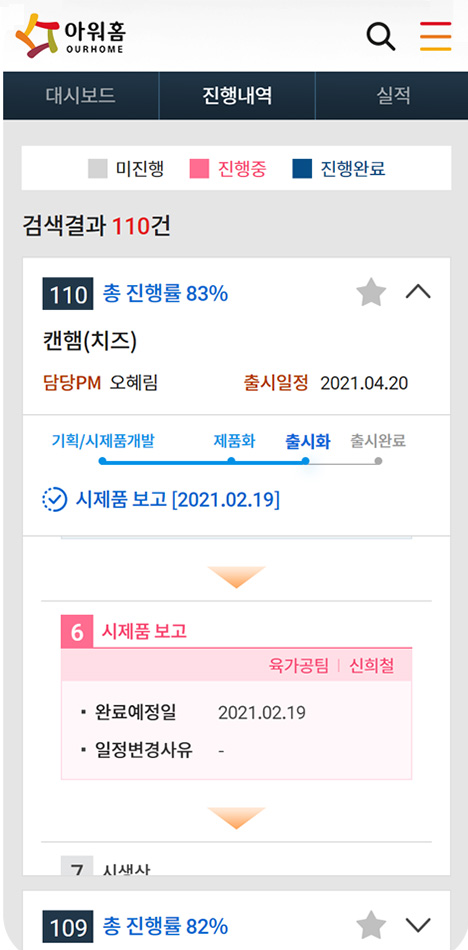 아워홈
OURHOME
대시보드 진행내역 실적
미진행 진행중 진행완료
검색결과 110건
110 총 진행률 83%
캔햄(치즈)
담당PM 오혜림 출시일정 2021.04.20
기획/시제품개발 제품화 출시화 출시완료
시제품 보고 [2021.02.19]
6 시제품 보고
육가공팀 | 신희철
· 완료예정일 2021.02.19
· 일정변경사유 -
7 시생산
109 총 진행률 82%